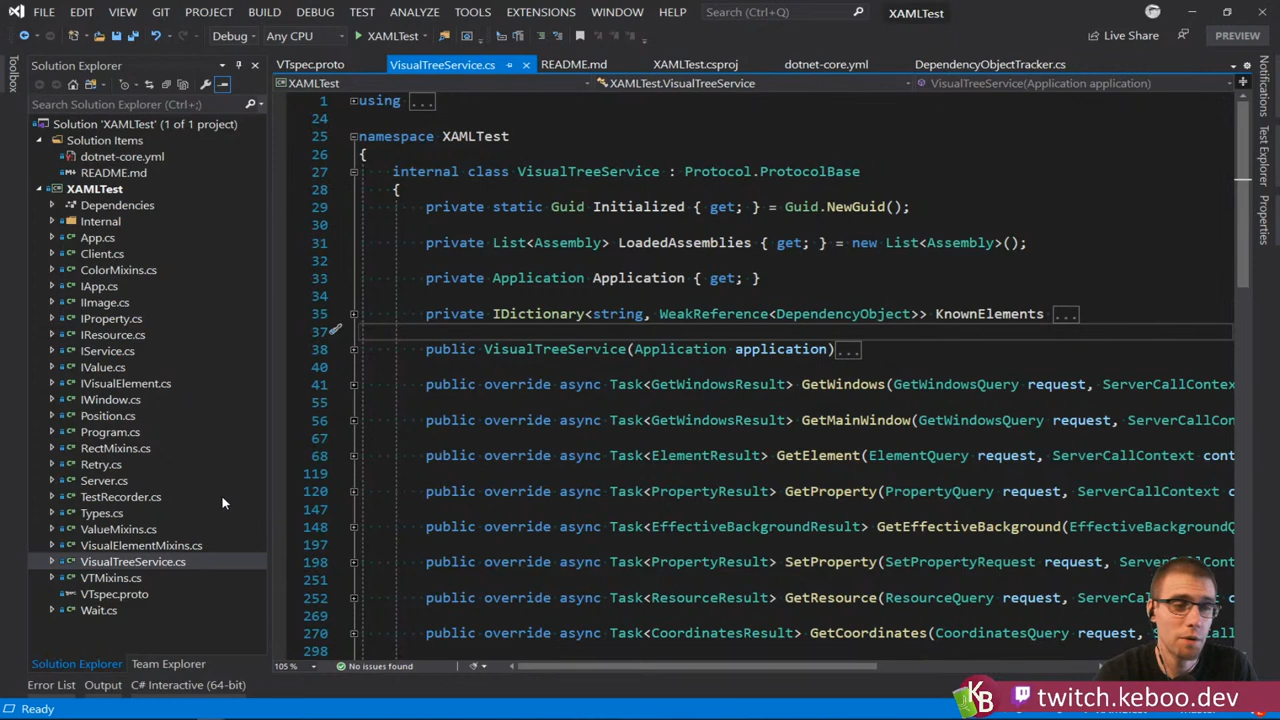 FILE EDIT VIEW GIT PROJECT BUILD DEBUG TEST ANALYZE TOOLS EXTENSIONS WINDOW HELP Search (Ctrl+Q) XAMLTest
Debug Any CPU XAMLTest Live Share PREVIEW
Toolbox
Solution Explorer
Search Solution Explorer (Ctrl+;)
Solution 'XAMLTest' (1 of 1 project)
Solution Items
dotnet-core.yml
README.md
XAMLTest
Dependencies
Internal
App.cs
Client.cs
ColorMixins.cs
IApp.cs
IImage.cs
IProperty.cs
IResource.cs
IService.cs
IValue.cs
IVisualElement.cs
IWindow.cs
Position.cs
Program.cs
RectMixins.cs
Retry.cs
Server.cs
TestRecorder.cs
Types.cs
ValueMixins.cs
VisualElementMixins.cs
VisualTreeService.cs
VTMixins.cs
VTspec.proto
Wait.cs
Solution Explorer Team Explorer
VTspec.proto VisualTreeService.cs README.md XAMLTest.csproj dotnet-core.yml DependencyObjectTracker.cs
XAMLTest XAMLTest.VisualTreeService VisualTreeService(Application application)
1 using ...
24
25 namespace XAMLTest
26 {
27 internal class VisualTreeService : Protocol.ProtocolBase
28 {
29 private static Guid Initialized { get; } = Guid.NewGuid();
30
31 private List<Assembly> LoadedAssemblies { get; } = new List<Assembly>();
32
33 private Application Application { get; }
34
35 private IDictionary<string, WeakReference<DependencyObject>> KnownElements ...
37
38 public VisualTreeService(Application application)...
40
41 public override async Task<GetWindowsResult> GetWindows(GetWindowsQuery request, ServerCallContext
55
56 public override async Task<GetWindowsResult> GetMainWindow(GetWindowsQuery request, ServerCallCont
67
68 public override async Task<ElementResult> GetElement(ElementQuery request, ServerCallContext cont
119
120 public override async Task<PropertyResult> GetProperty(PropertyQuery request, ServerCallContext c
147
148 public override async Task<EffectiveBackgroundResult> GetEffectiveBackground(EffectiveBackgroundQ
197
198 public override async Task<PropertyResult> SetProperty(SetPropertyRequest request, ServerCall
251
252 public override async Task<ResourceResult> GetResource(ResourceQuery request, ServerCall
269
270 public override async Task<CoordinatesResult> GetCoordinates(CoordinatesQuery request,
298
105 % No issues found
Notifications
Test Explorer
Properties
Error List Output C# Interactive (64-bit)
Ready
KB twitch.keboo.dev